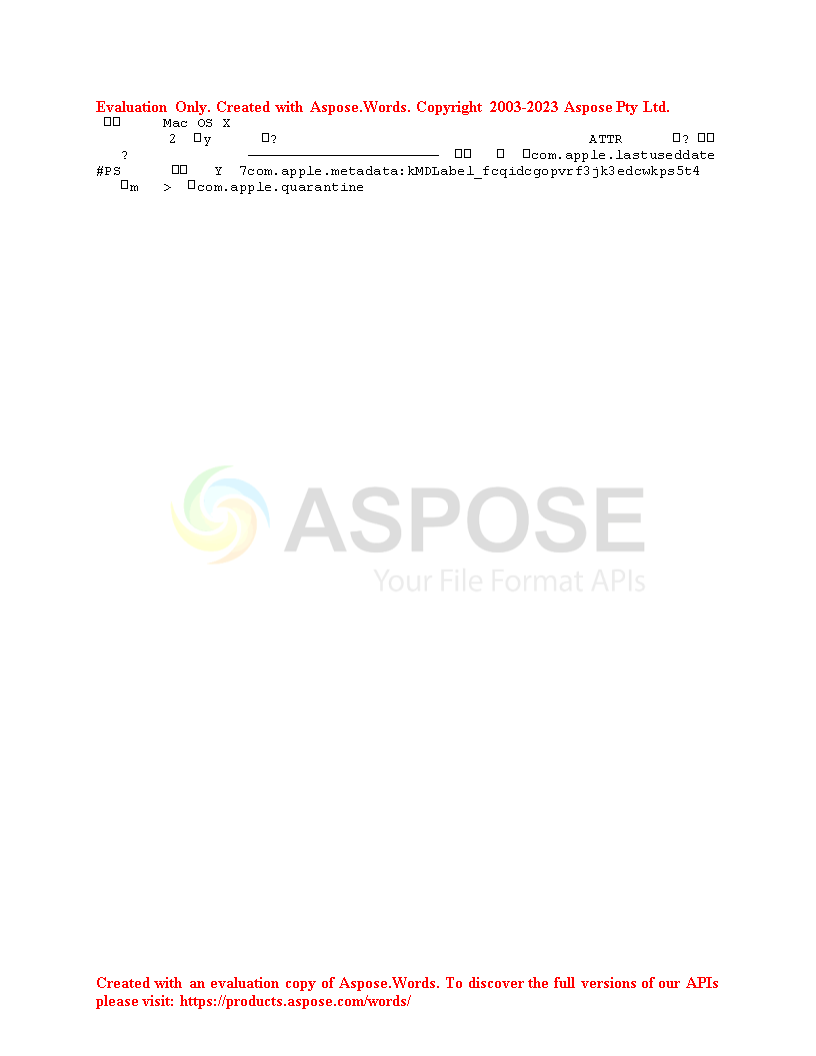 Evaluation Only. Created with Aspose.Words. Copyright 2003-2023 Aspose Pty Ltd.
□□ Mac OS X
2 □y □? ATTR □? □□
? ────────────────────── □□ □ □com.apple.lastuseddate
#PS □□ Y 7com.apple.metadata:kMDLabel_fcqidcgopvrf3jk3edcwkps5t4
□m > □com.apple.quarantine
ASPOSE
Your File Format APIs
Created with an evaluation copy of Aspose.Words. To discover the full versions of our APIs
please visit: https://products.aspose.com/words/